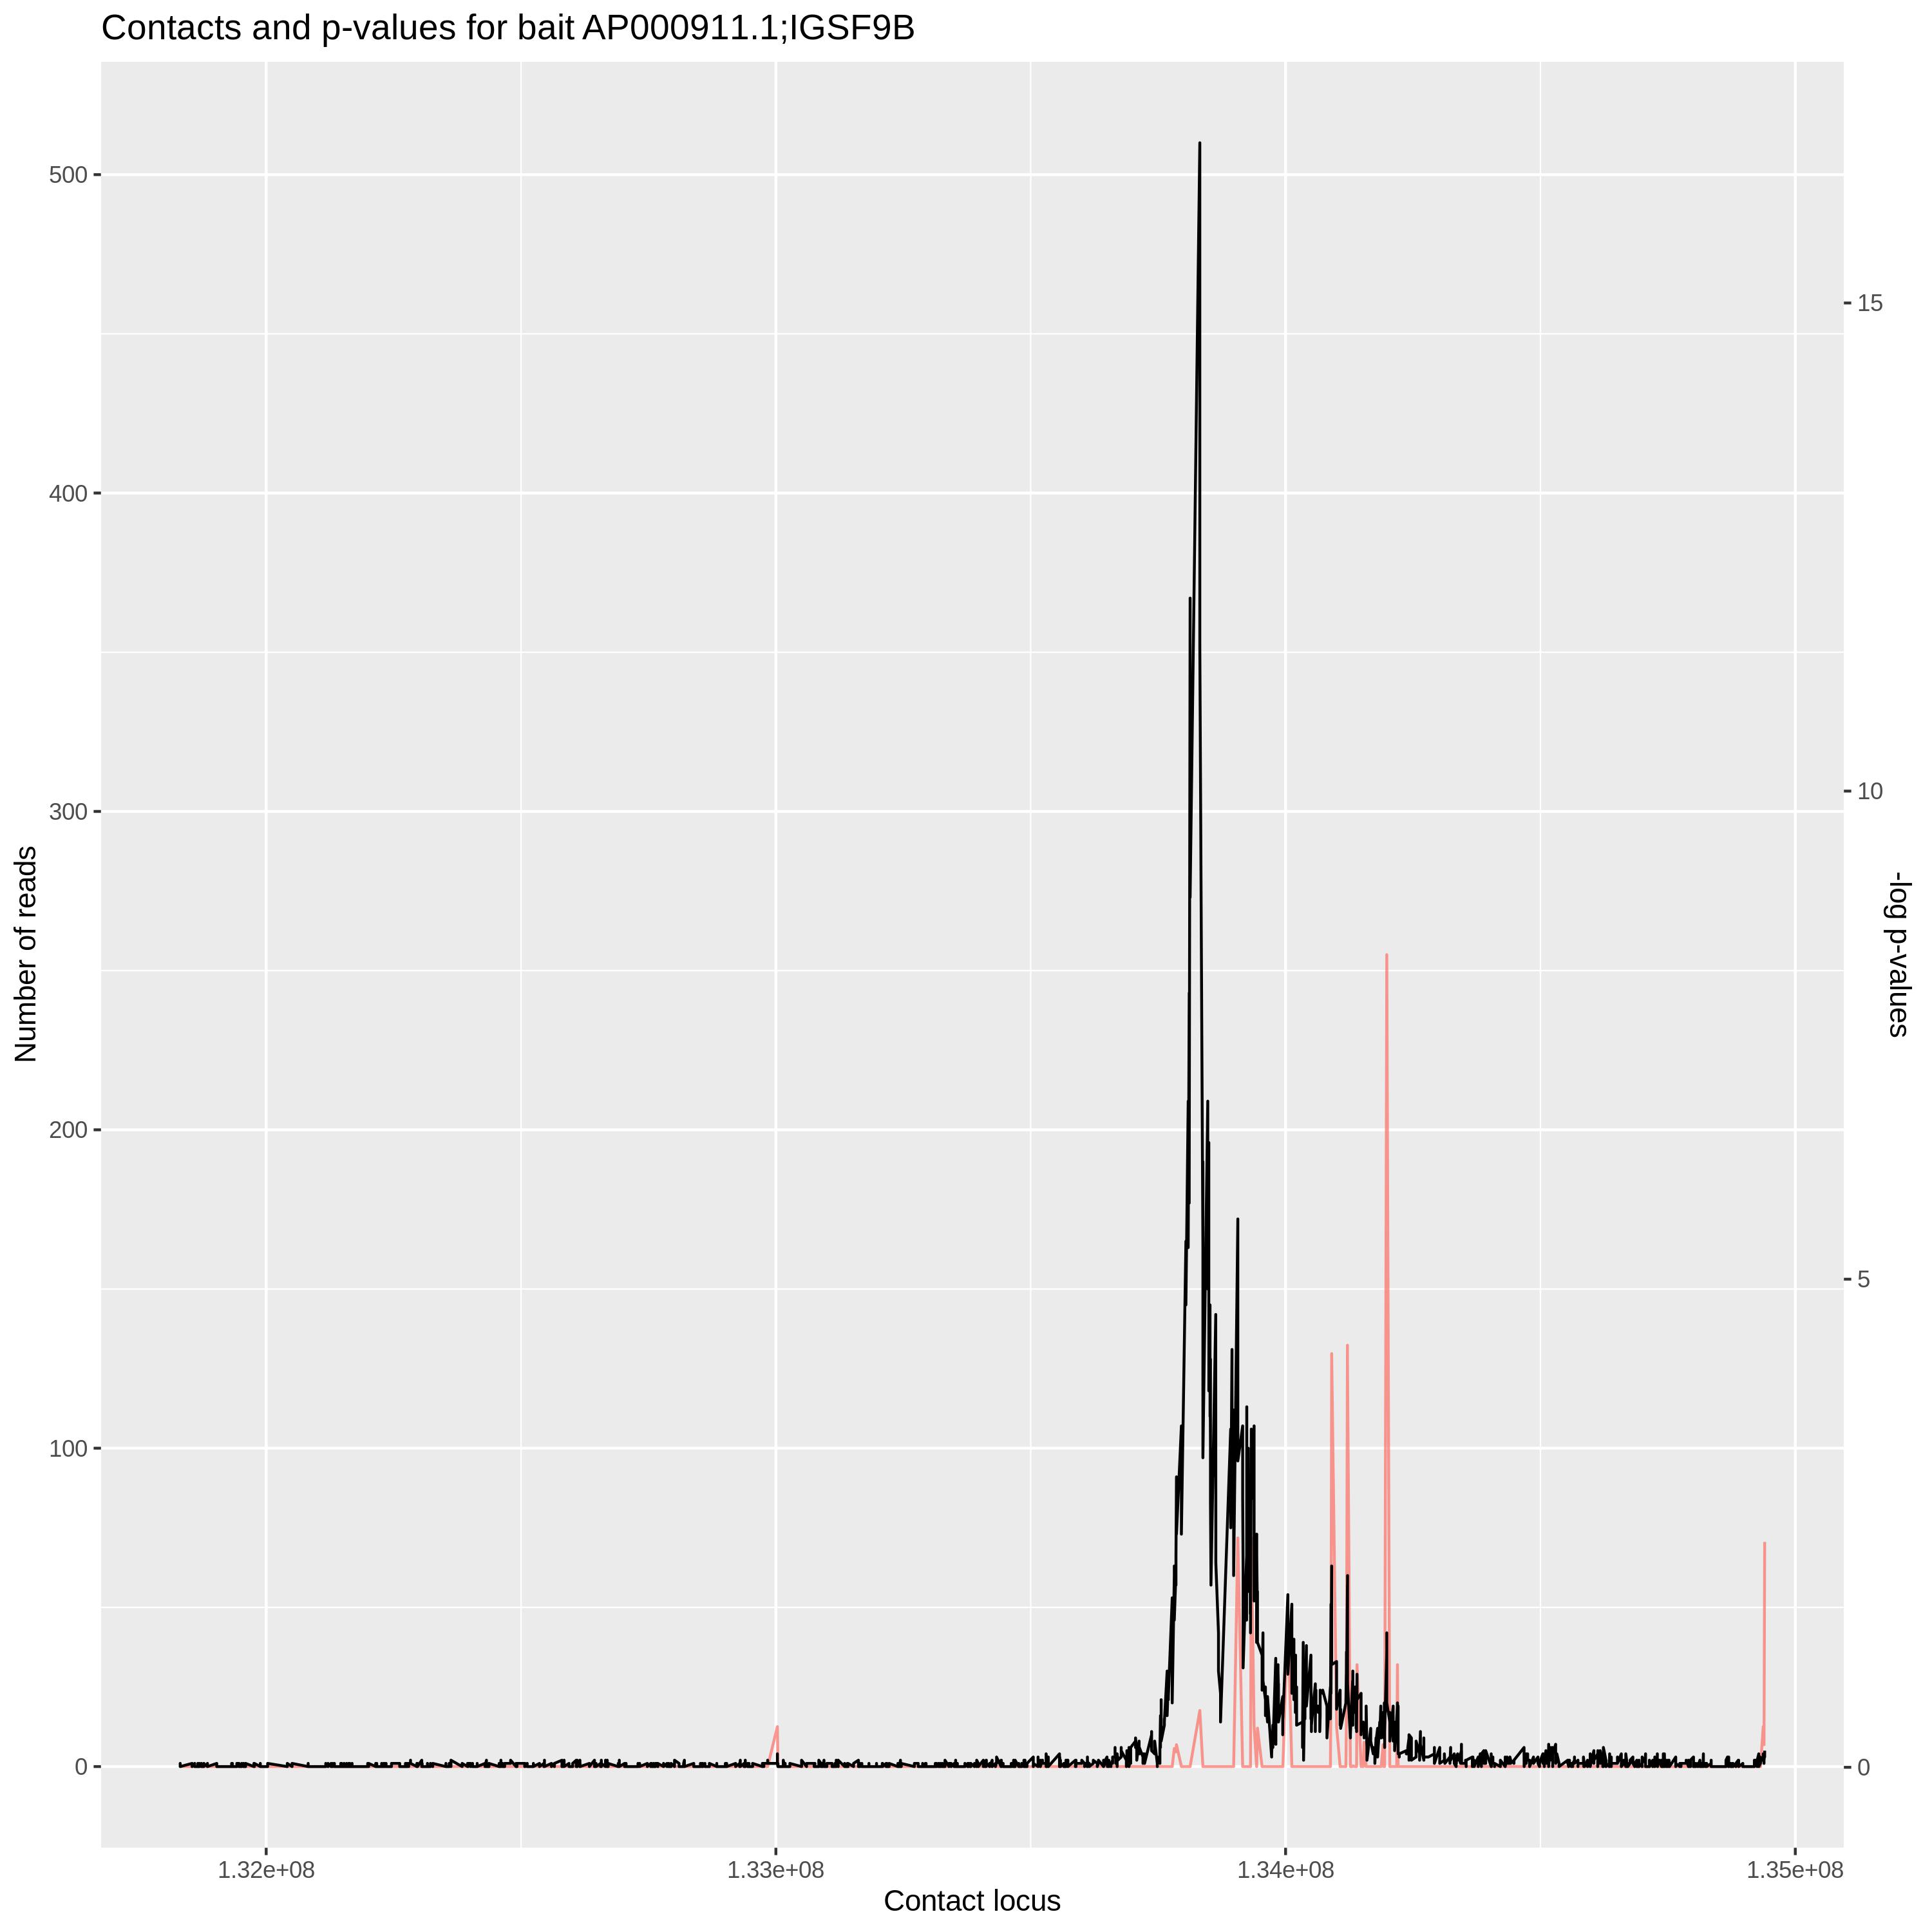 Contacts and p-values for bait AP000911.1;IGSF9B
500
400
300
200
100
0
Number of reads
15
10
5
0
-log p-values
1.32e+08
1.33e+08
1.34e+08
1.35e+08
Contact locus